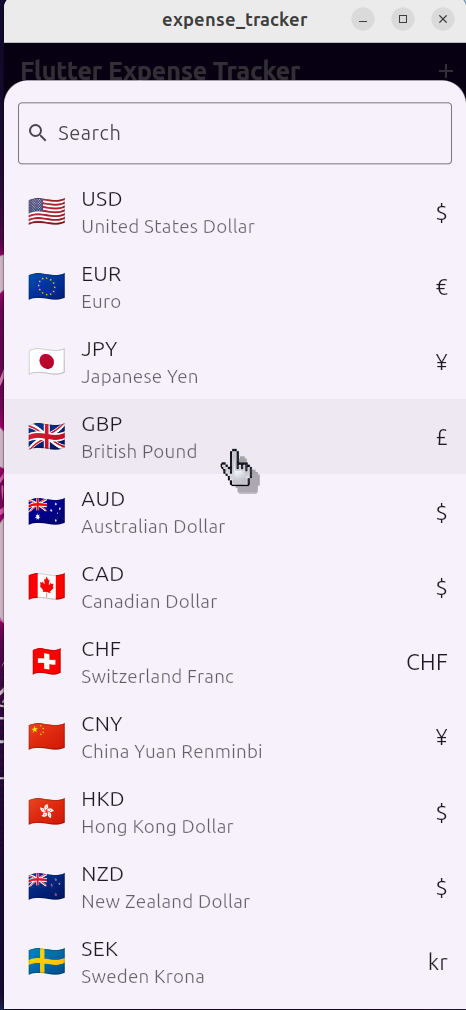 expense_tracker
Flutter Expense Tracker +
Search
USD
United States Dollar
$
EUR
Euro
€
JPY
Japanese Yen
¥
GBP
British Pound
£
AUD
Australian Dollar
$
CAD
Canadian Dollar
$
CHF
Switzerland Franc
CHF
CNY
China Yuan Renminbi
¥
HKD
Hong Kong Dollar
$
NZD
New Zealand Dollar
$
SEK
Sweden Krona
kr